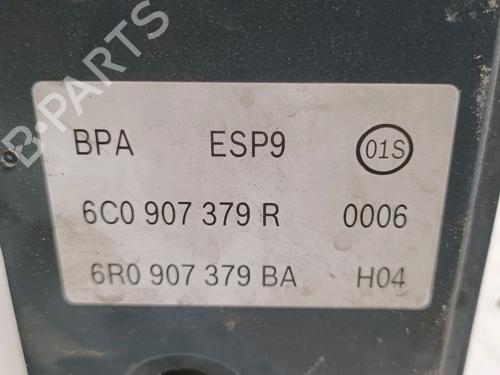 B-PARTS
BPA ESP9 01S
6C0 907 379 R 0006
6R0 907 379 BA H04